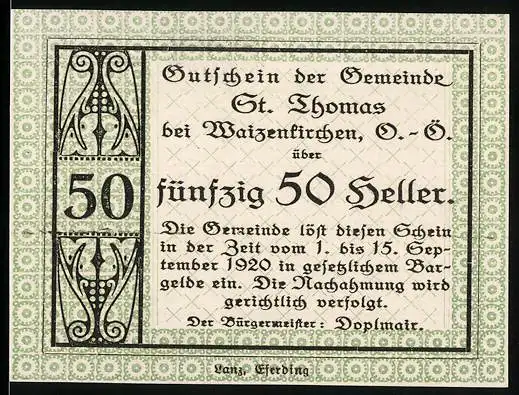 Gutschein der Gemeinde
St. Thomas
bei Waizenkirchen, O.-Ö.
über
fünfzig 50 Heller.
50
Die Gemeinde löst diesen Schein
in der Zeit vom 1. bis 15. Sep-
tember 1920 in gesetzlichem Bar-
gelde ein. Die Nachahmung wird
gerichtlich verfolgt.
Der Bürgermeister: Doplmair.
Lanz, Eferding